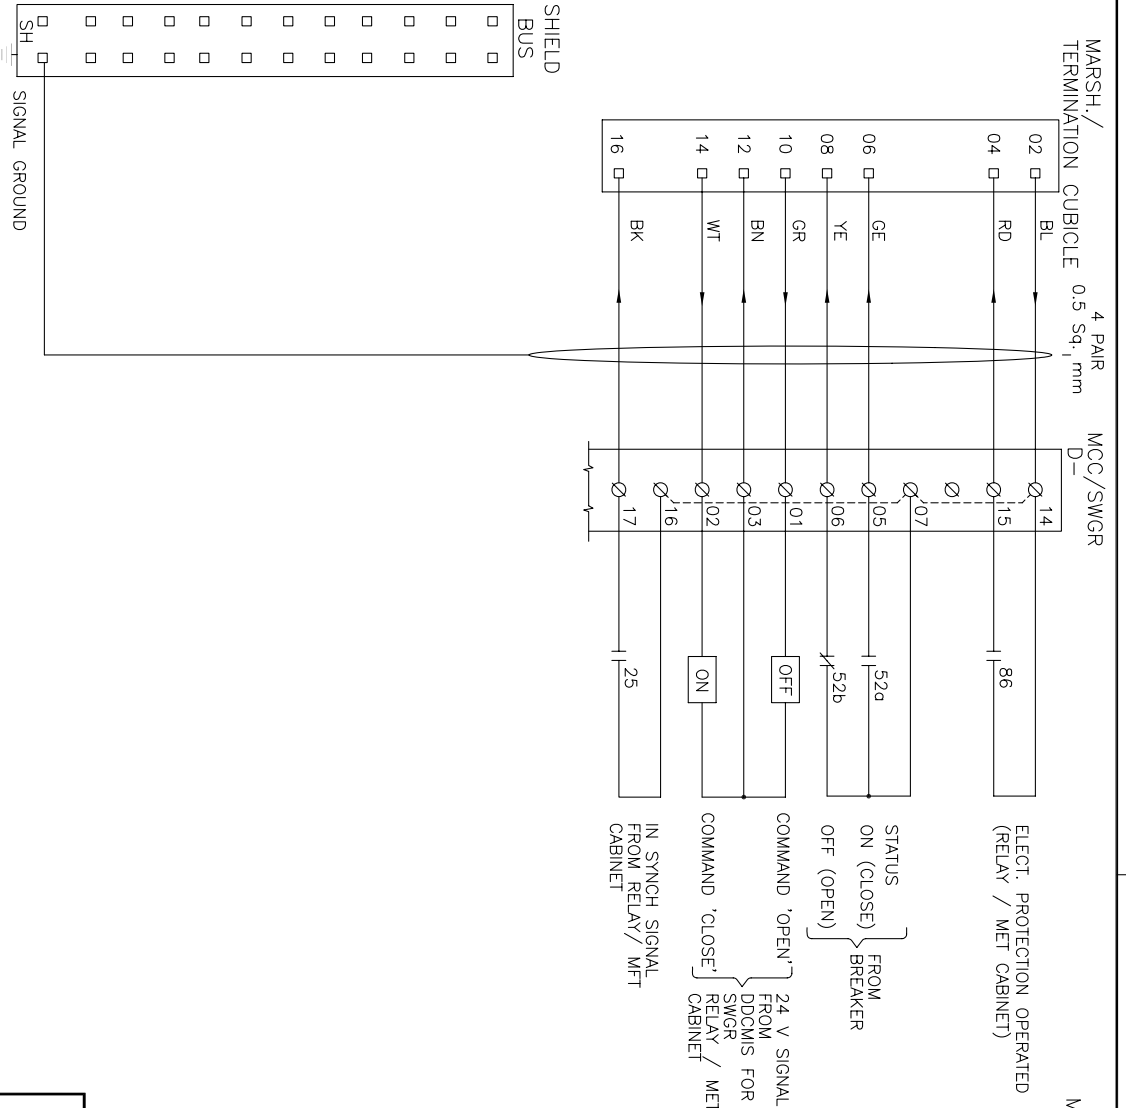 MARSH./
TERMINATION CUBICLE
02
04
06
08
10
12
14
16
BL
RD
GE
YE
GR
BN
WT
BK
4 PAIR
0.5 Sq. mm
MCC/SWGR
D-
14
15
07
05
06
01
03
02
16
17
86
52a
52b
OFF
ON
25
ELECT. PROTECTION OPERATED
(RELAY / MET CABINET)
STATUS
ON (CLOSE)
OFF (OPEN)
FROM
BREAKER
COMMAND 'OPEN'
COMMAND 'CLOSE'
24 V SIGNAL
FROM
DDCMIS FOR
SWGR
RELAY / MET
CABINET
IN SYNCH SIGNAL
FROM RELAY/ MFT
CABINET
SHIELD
BUS
SH
SIGNAL GROUND
M